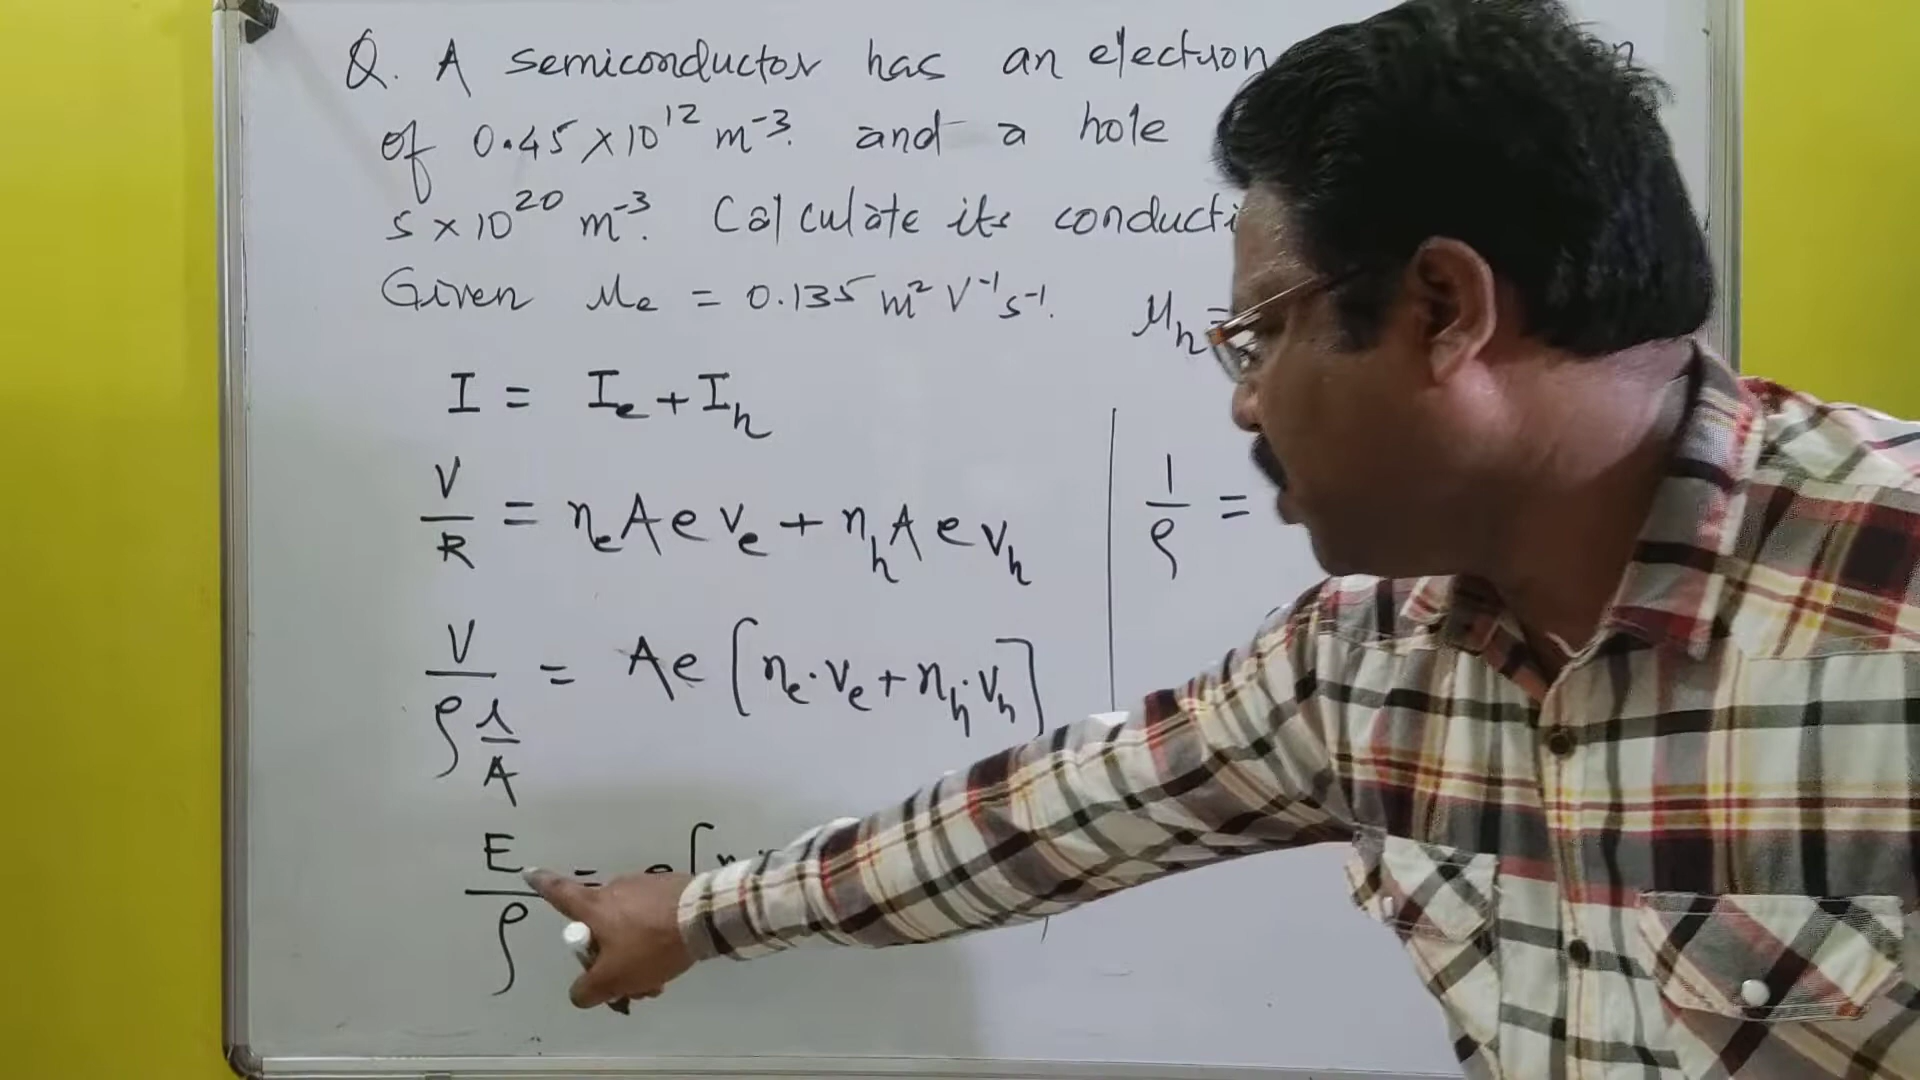 Q. A semiconductor has an electron
of 0.45 × 10¹² m⁻³. and a hole
5 × 10²⁰ m⁻³. Calculate its
Given μₑ = 0.135 m² V⁻¹ s⁻¹. μₕ =
I = Iₑ + Iₕ
V/R = nₑ A e vₑ + nₕ A e vₕ
1/ρ =
V/(ρ l/A) = Ae [nₑ·vₑ + nₕ·vₕ]
E/ρ = e[